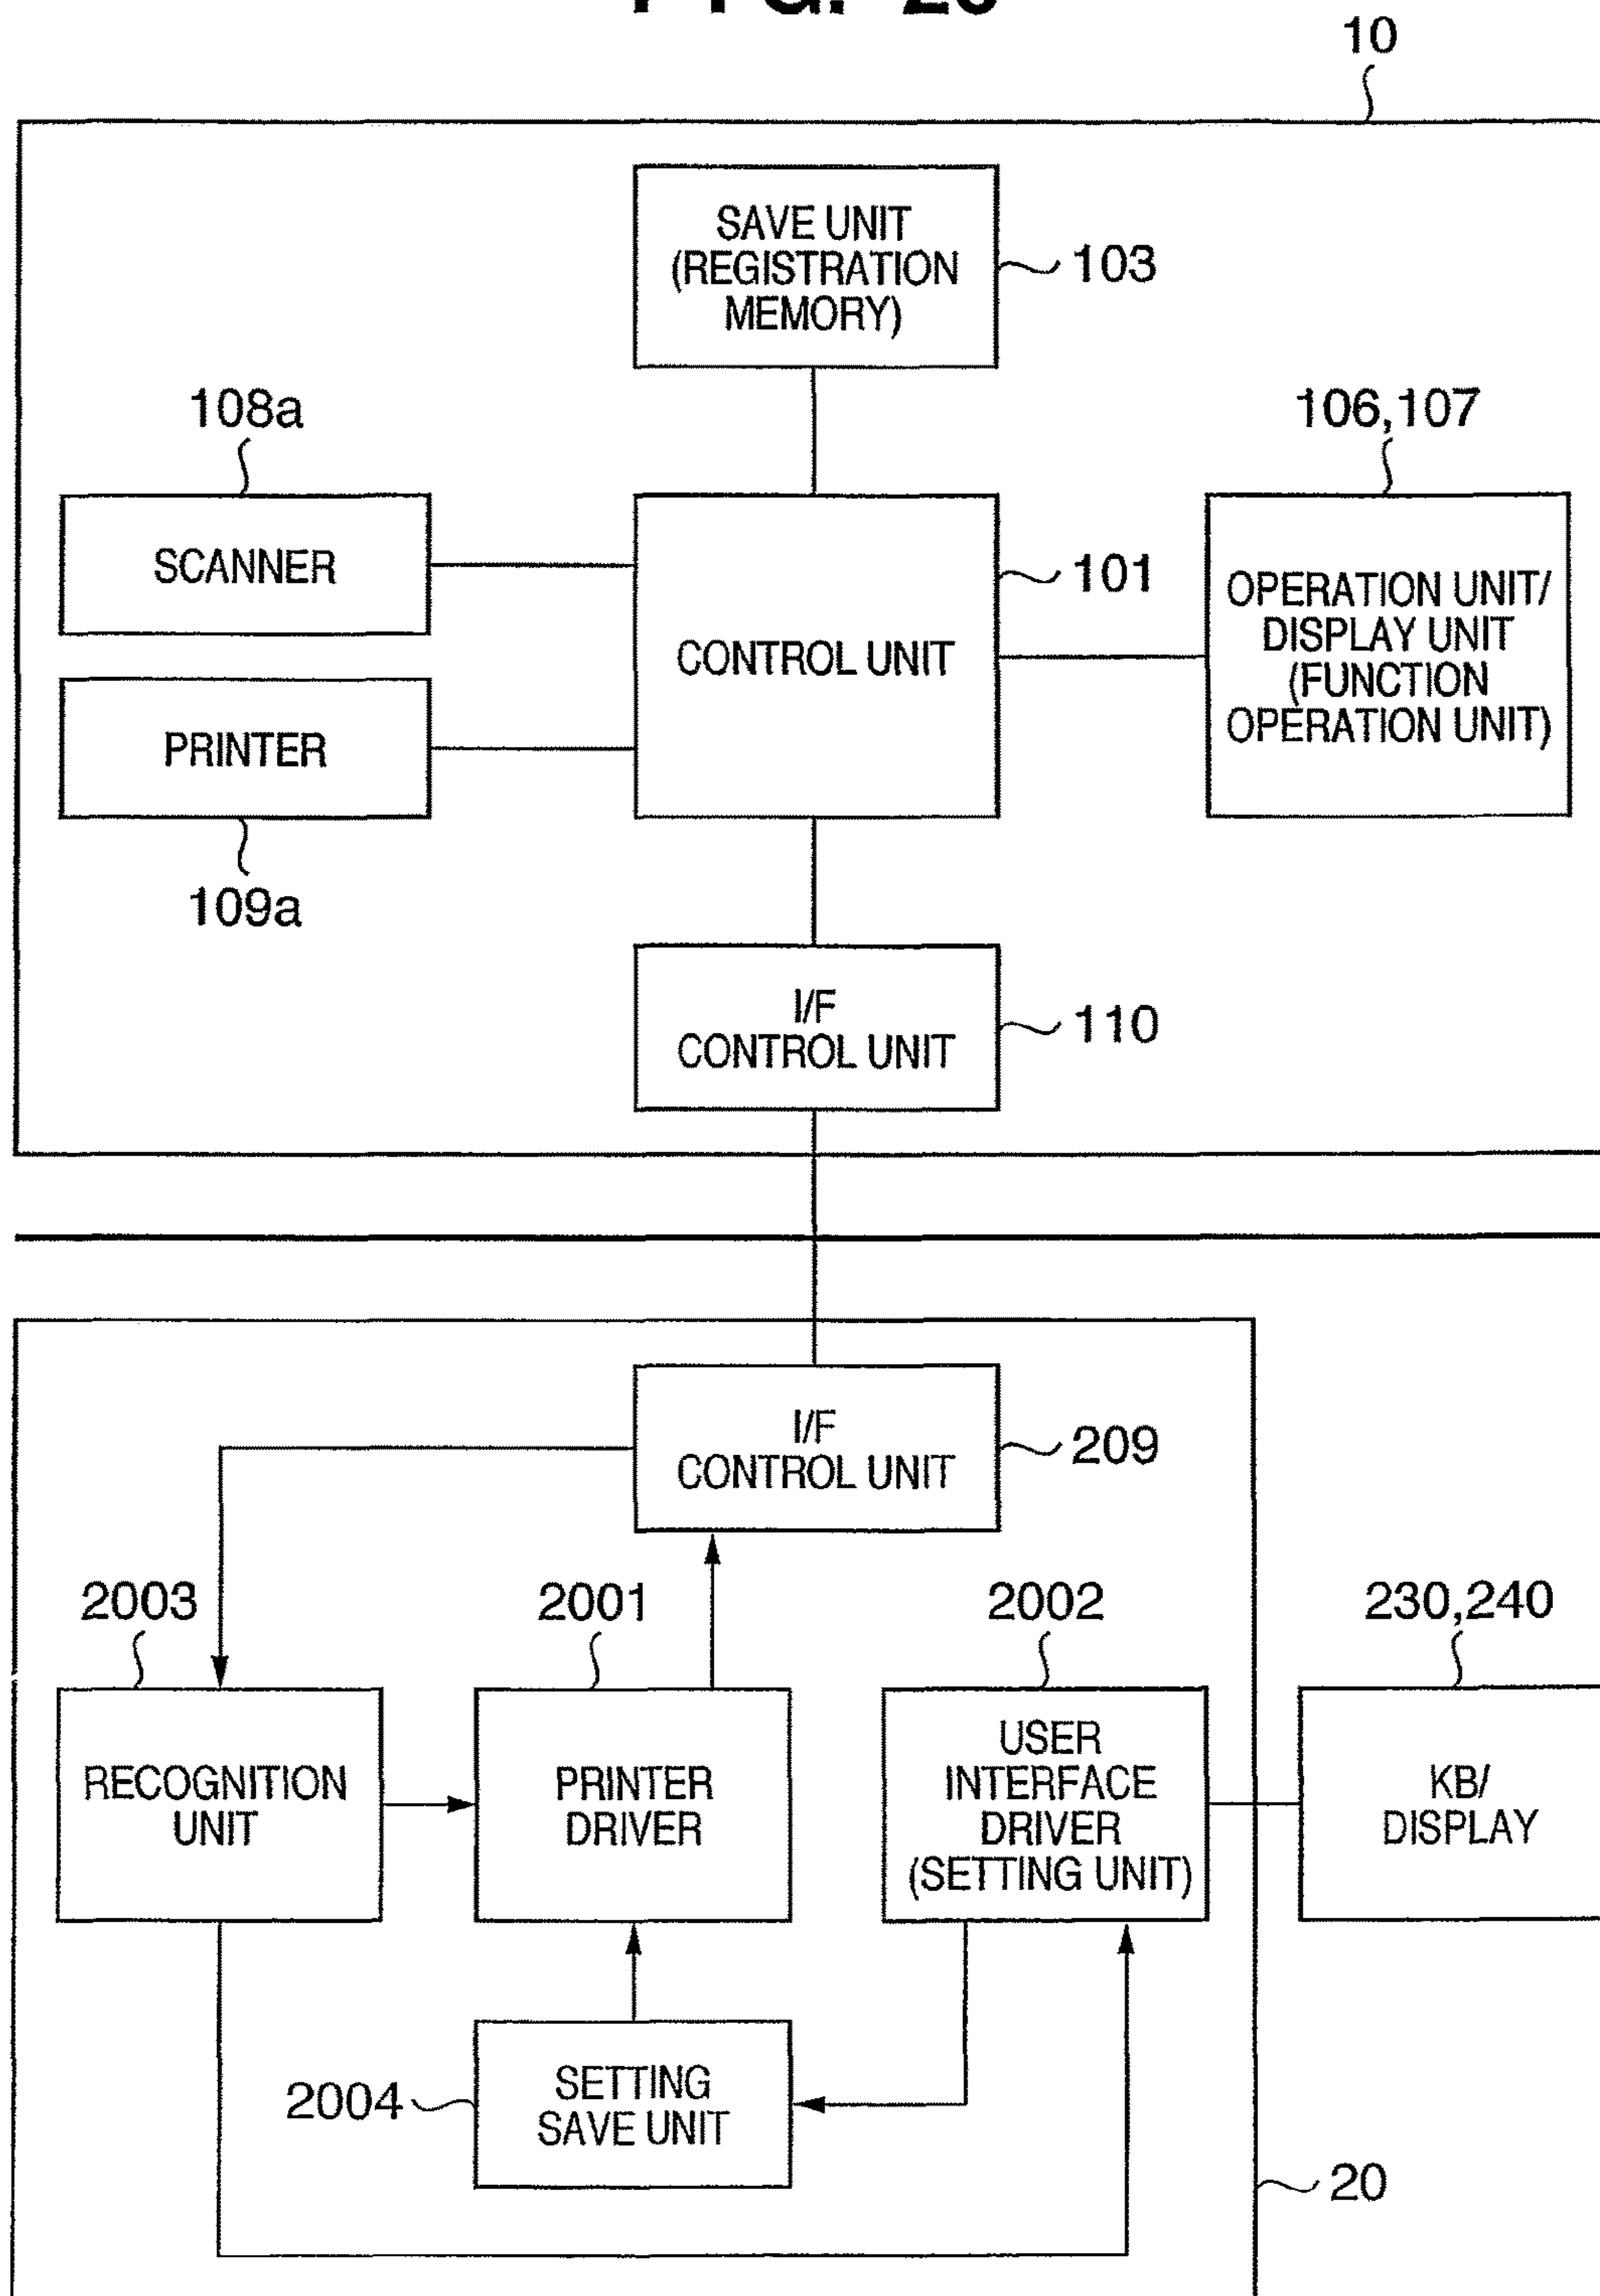 10
SAVE UNIT
(REGISTRATION
MEMORY)
103
108a
106,107
SCANNER
101
OPERATION UNIT/
DISPLAY UNIT
(FUNCTION
OPERATION UNIT)
CONTROL UNIT
PRINTER
109a
I/F
CONTROL UNIT
110
I/F
CONTROL UNIT
209
2003
2001
2002
230,240
RECOGNITION
UNIT
PRINTER
DRIVER
USER
INTERFACE
DRIVER
(SETTING UNIT)
KB/
DISPLAY
2004
SETTING
SAVE UNIT
20